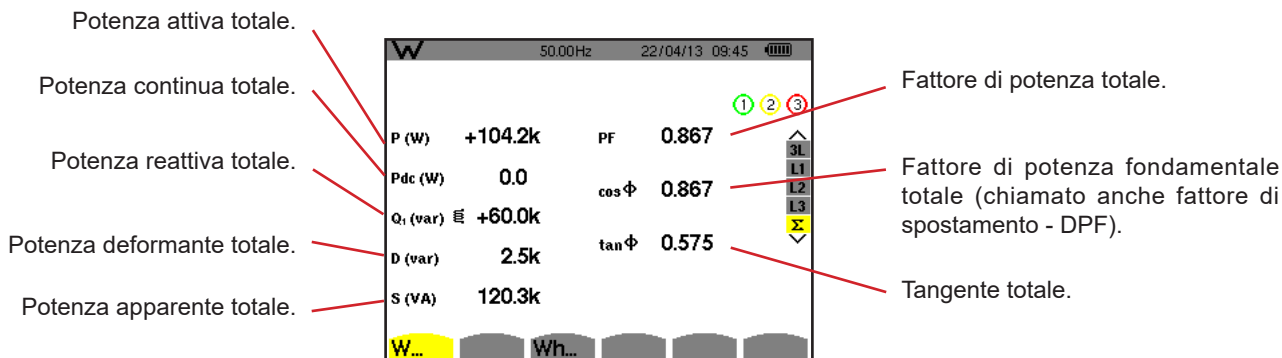 Potenza attiva totale.
Potenza continua totale.
Potenza reattiva totale.
Potenza deformante totale.
Potenza apparente totale.
W 50.00Hz 22/04/13 09:45
1 2 3
P (W) +104.2k PF 0.867
Pdc (W) 0.0 cos Φ 0.867
Q₁ (var) +60.0k
D (var) 2.5k tan Φ 0.575
S (VA) 120.3k
3L
L1
L2
L3
Σ
W... Wh...
Fattore di potenza totale.
Fattore di potenza fondamentale
totale (chiamato anche fattore di
spostamento - DPF).
Tangente totale.